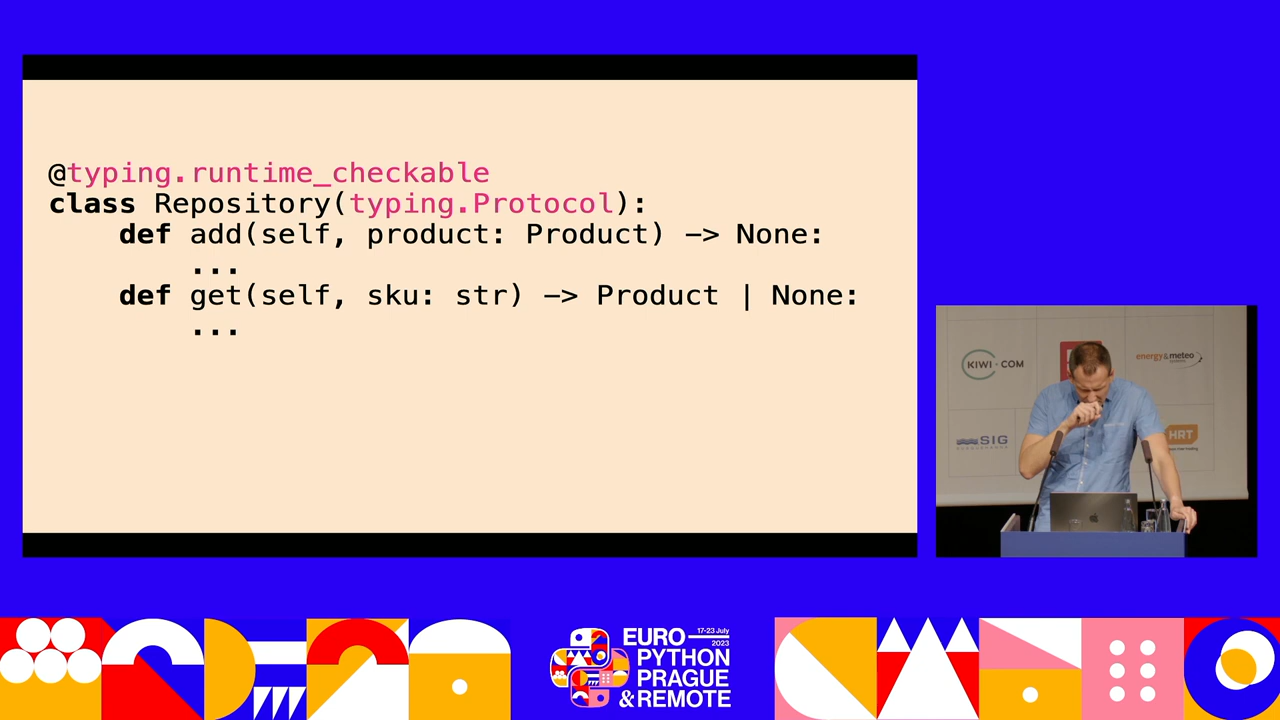 @typing.runtime_checkable
class Repository(typing.Protocol):
    def add(self, product: Product) –> None:
        ...
    def get(self, sku: str) –> Product | None:
        ...
KIWI•COM
energy & meteo
systems
SIG
HRT
EURO
17-23 July
2023
PYTHON
PRAGUE
& REMOTE